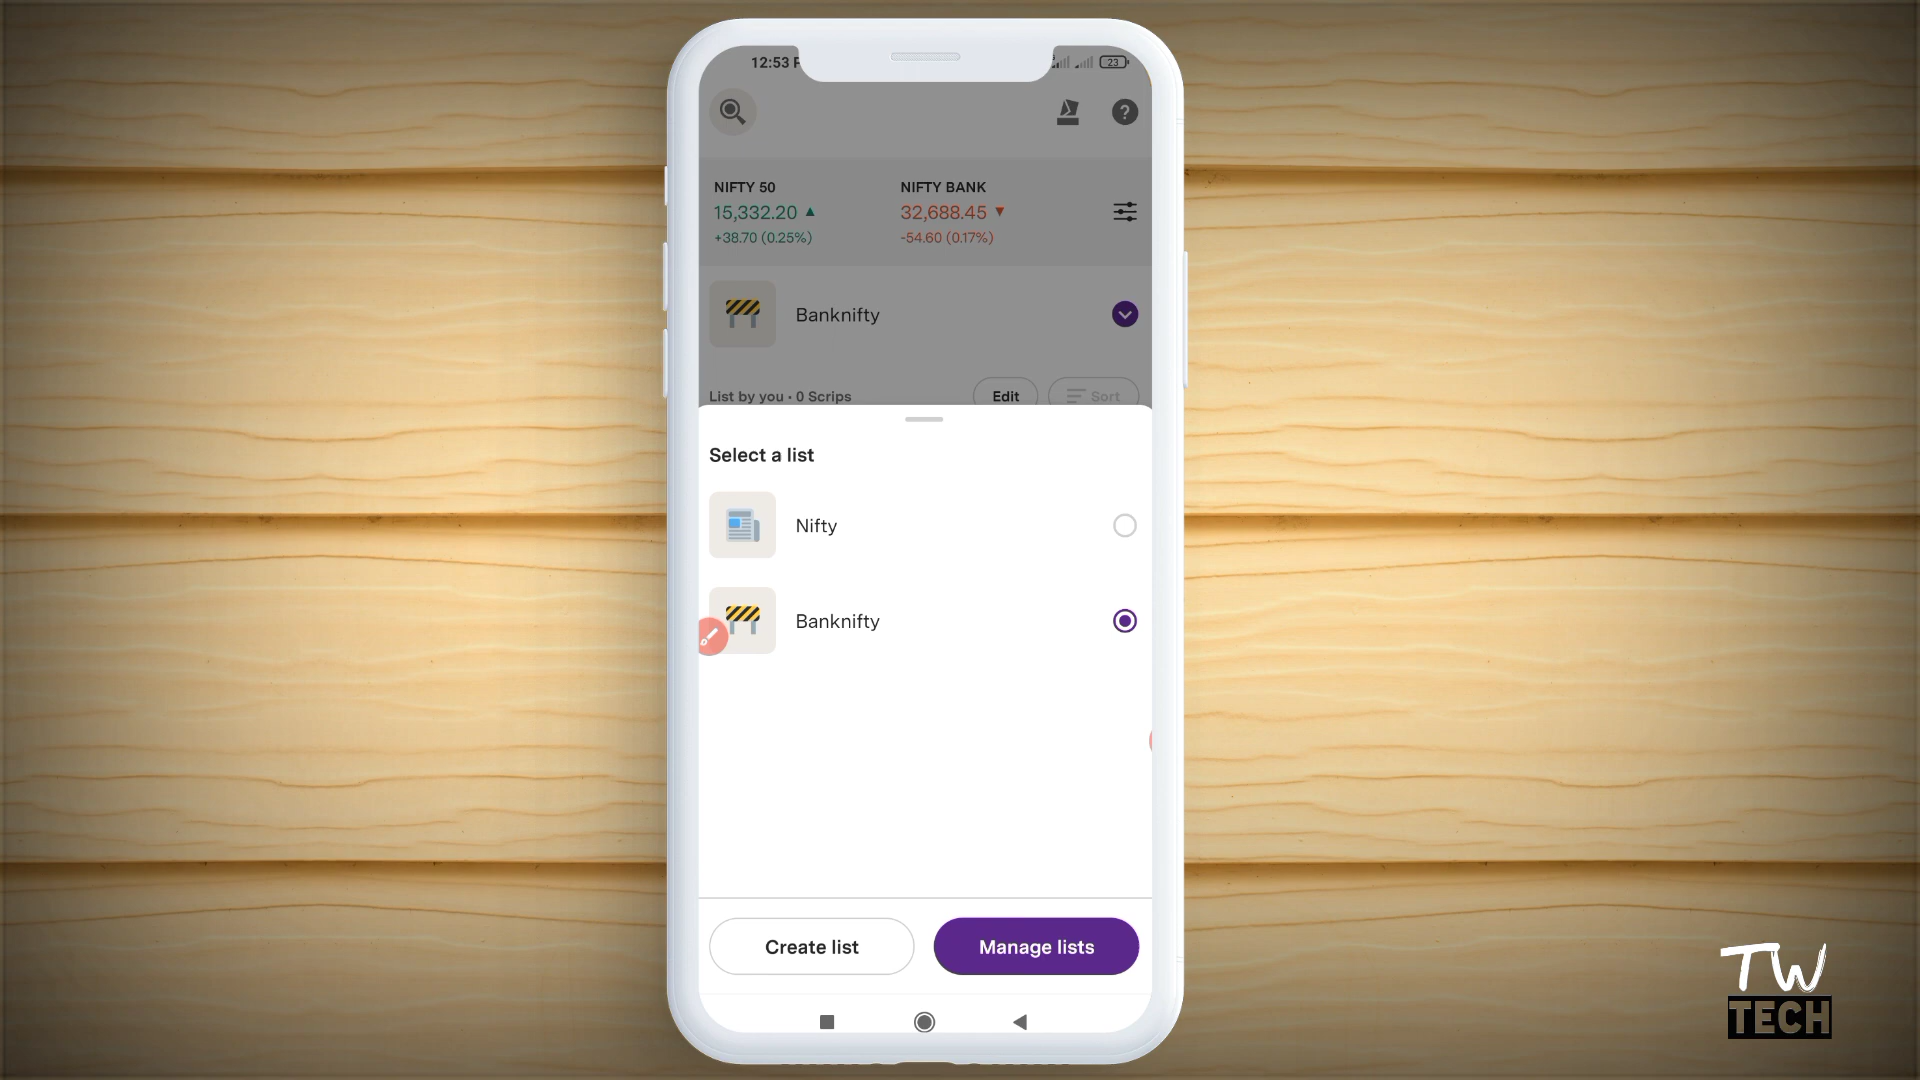 12:53 P
23
NIFTY 50
15,332.20 ▲
+38.70 (0.25%)
NIFTY BANK
32,688.45 ▼
-54.60 (0.17%)
Banknifty
List by you • 0 Scrips
Edit
Sort
Select a list
Nifty
Banknifty
Create list
Manage lists
TW
TECH